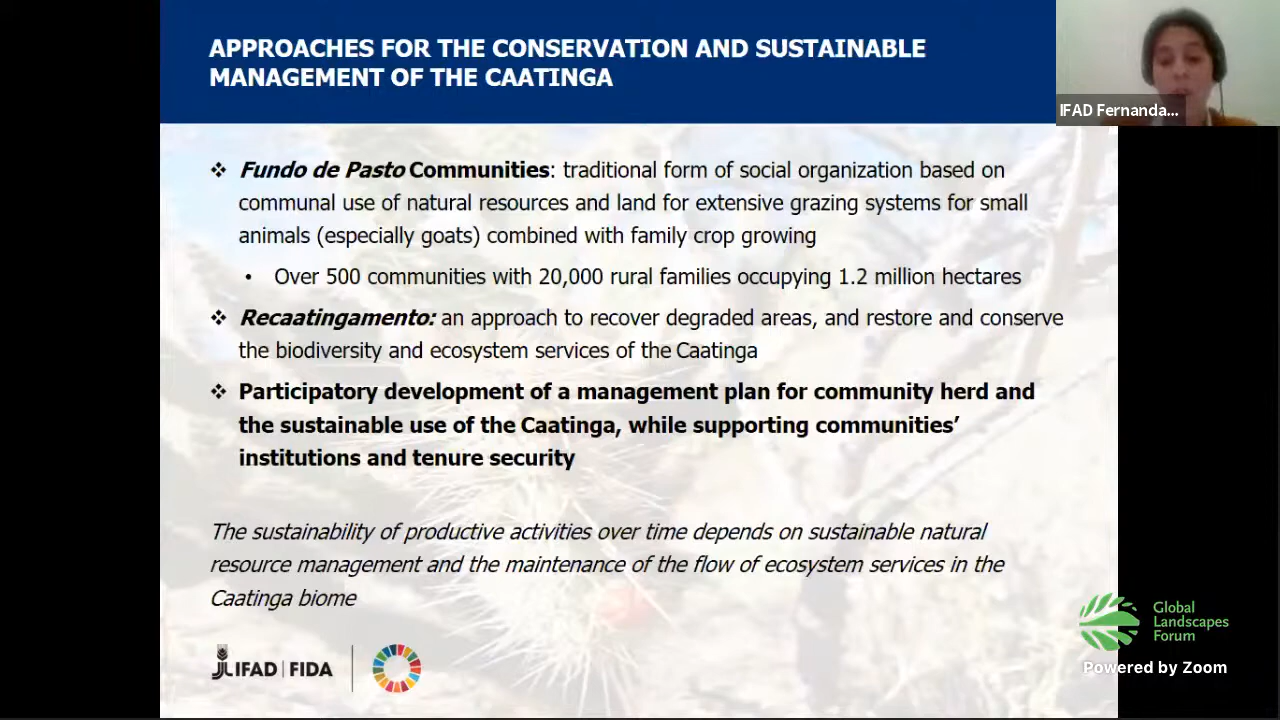 APPROACHES FOR THE CONSERVATION AND SUSTAINABLE
MANAGEMENT OF THE CAATINGA
IFAD Fernanda...
❖ Fundo de Pasto Communities: traditional form of social organization based on
communal use of natural resources and land for extensive grazing systems for small
animals (especially goats) combined with family crop growing
• Over 500 communities with 20,000 rural families occupying 1.2 million hectares
❖ Recaatingamento: an approach to recover degraded areas, and restore and conserve
the biodiversity and ecosystem services of the Caatinga
❖ Participatory development of a management plan for community herd and
the sustainable use of the Caatinga, while supporting communities’
institutions and tenure security
The sustainability of productive activities over time depends on sustainable natural
resource management and the maintenance of the flow of ecosystem services in the
Caatinga biome
IFAD | FIDA
Global
Landscapes
Forum
Powered by Zoom